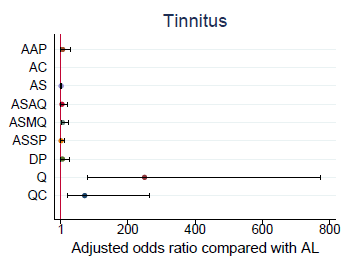 Tinnitus
AAP
AC
AS
ASAQ
ASMQ
ASSP
DP
Q
QC
1 200 400 600 800
Adjusted odds ratio compared with AL